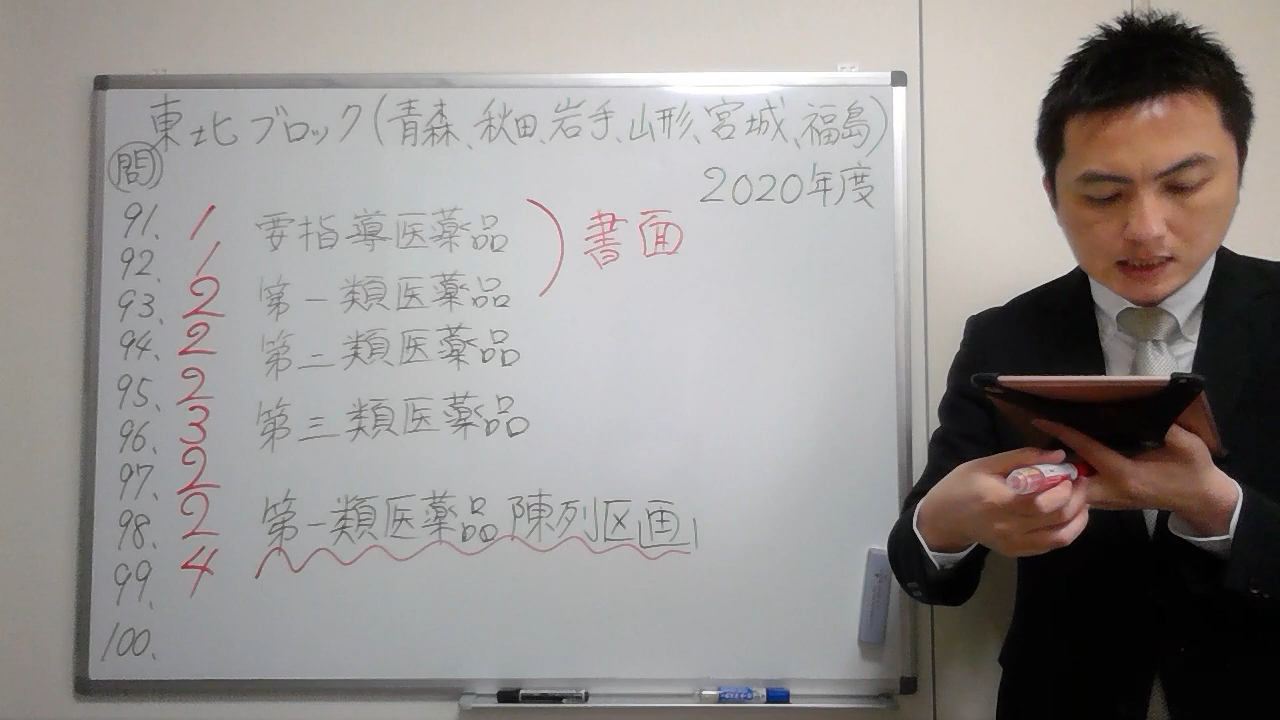 東北ブロック(青森、秋田、岩手、山形、宮城、福島)
2020年度
問
91. 1 要指導医薬品 ) 書面
92. 1
93. 2 第一類医薬品
94. 2 第二類医薬品
95. 2
96. 3 第三類医薬品
97. 2
98. 2 第一類医薬品陳列区画
99. 4
100.